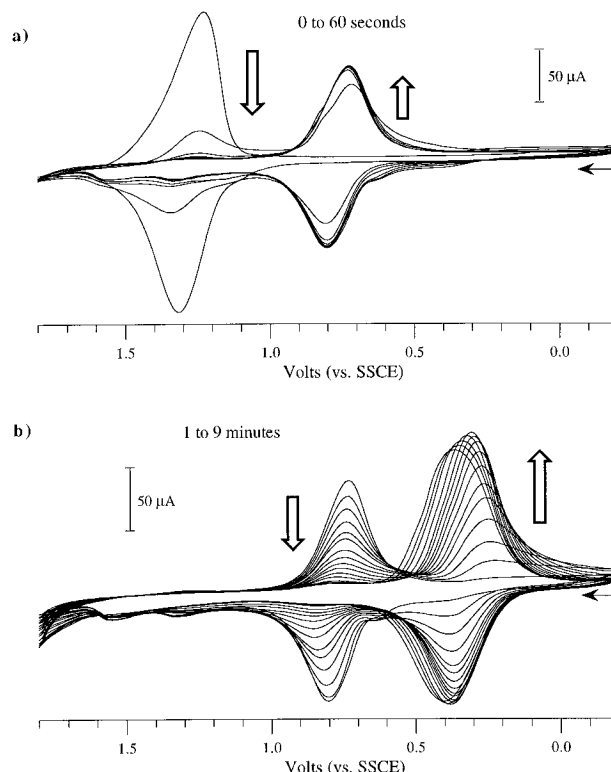 a)
0 to 60 seconds
50 μA
1.5 1.0 0.5 0.0
Volts (vs. SSCE)
b)
1 to 9 minutes
50 μA
1.5 1.0 0.5 0.0
Volts (vs. SSCE)